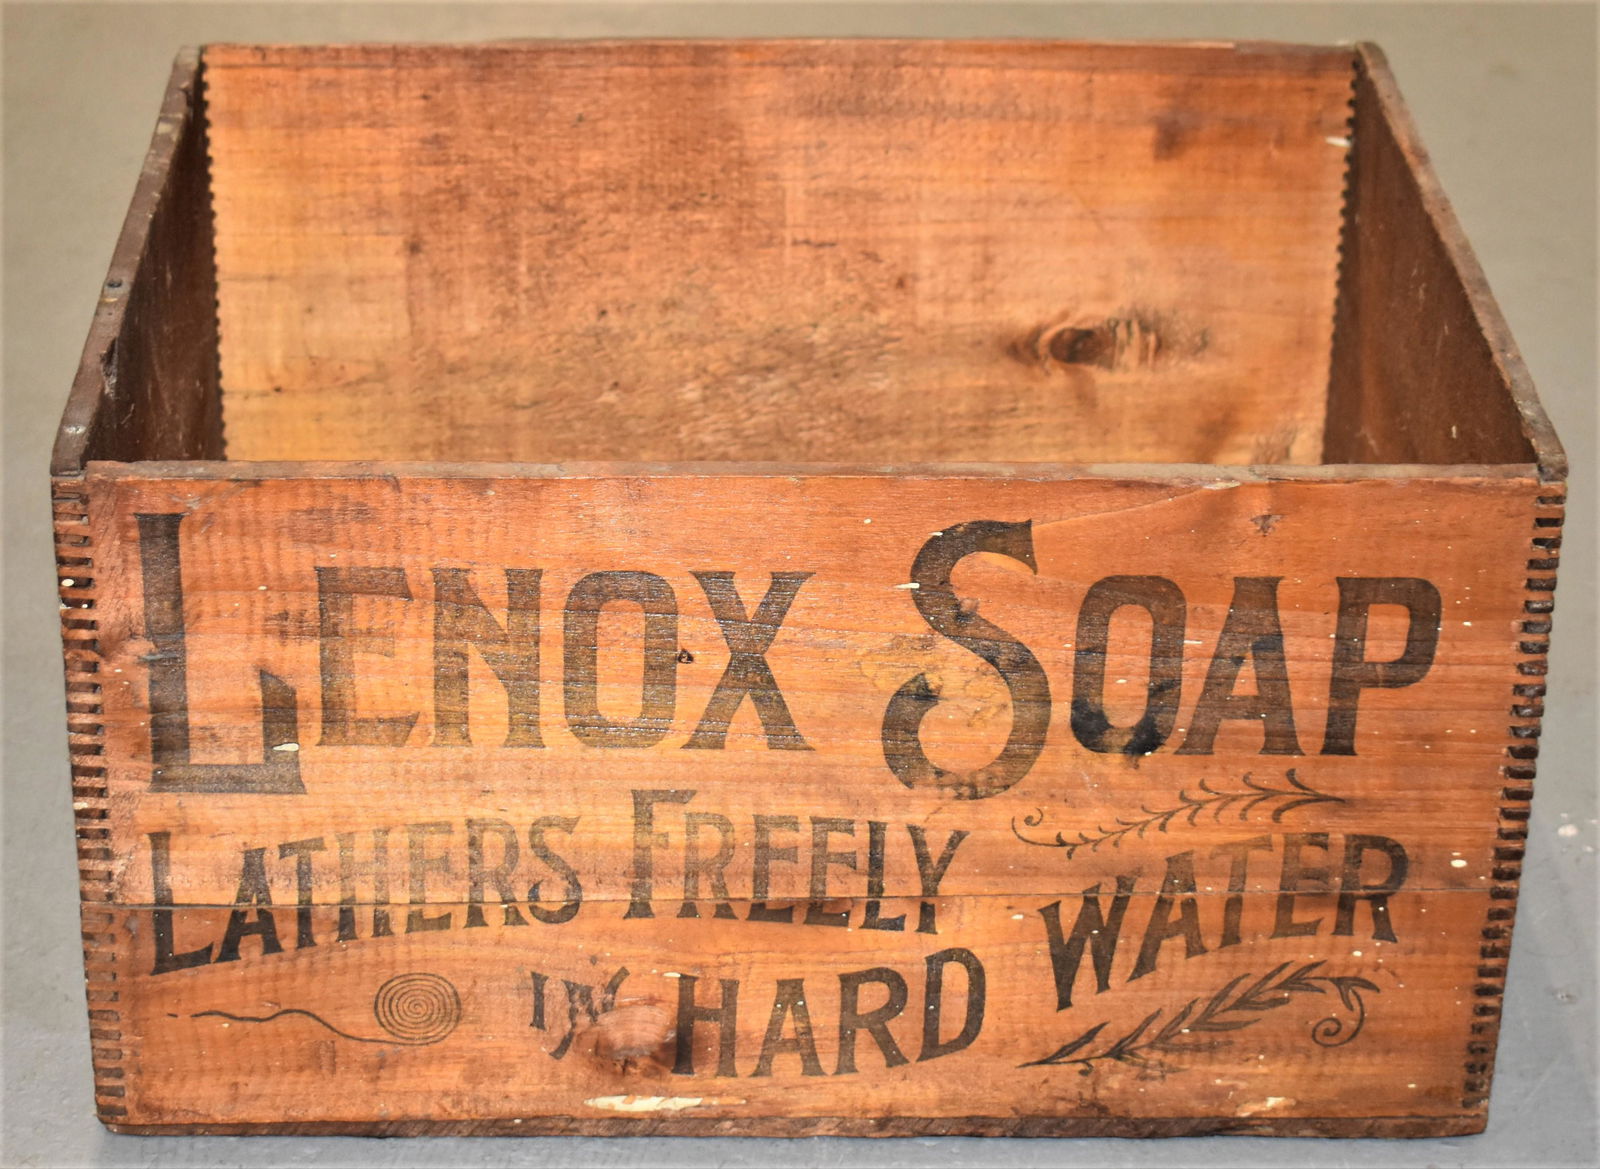 LENOX SOAP
LATHERS FREELY
IN HARD WATER